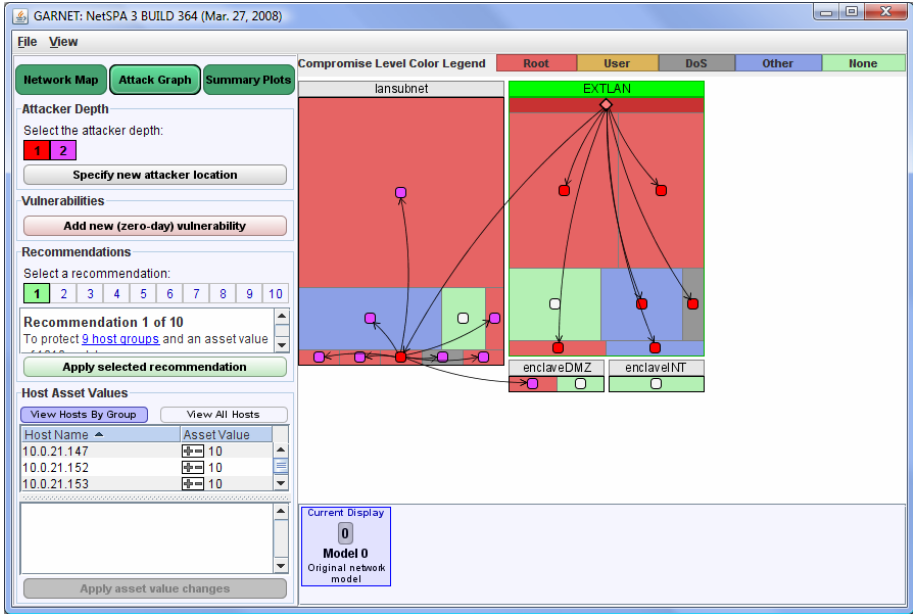 GARNET: NetSPA 3 BUILD 364 (Mar. 27, 2008)
File View
Network Map Attack Graph Summary Plots
Attacker Depth
Select the attacker depth:
1 2
Specify new attacker location
Vulnerabilities
Add new (zero-day) vulnerability
Recommendations
Select a recommendation:
1 2 3 4 5 6 7 8 9 10
Recommendation 1 of 10
To protect 9 host groups and an asset value
Apply selected recommendation
Host Asset Values
View Hosts By Group View All Hosts
Host Name Asset Value
10.0.21.147 10
10.0.21.152 10
10.0.21.153 10
Apply asset value changes
Compromise Level Color Legend Root User DoS Other None
lansubnet EXTLAN
enclaveDMZ enclaveINT
Current Display
0
Model 0
Original network
model